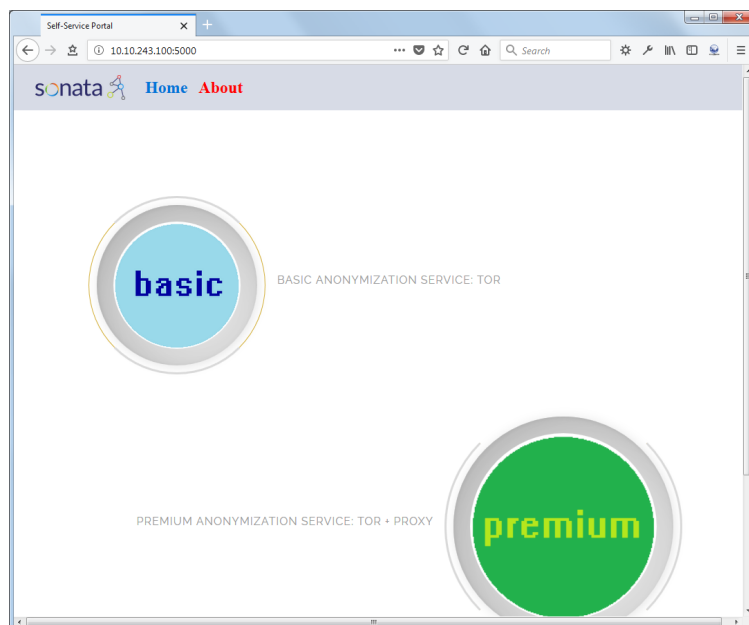 Self-Service Portal
10.10.243.100:5000
Search
sonata Home About
basic
BASIC ANONYMIZATION SERVICE: TOR
PREMIUM ANONYMIZATION SERVICE: TOR + PROXY
premium